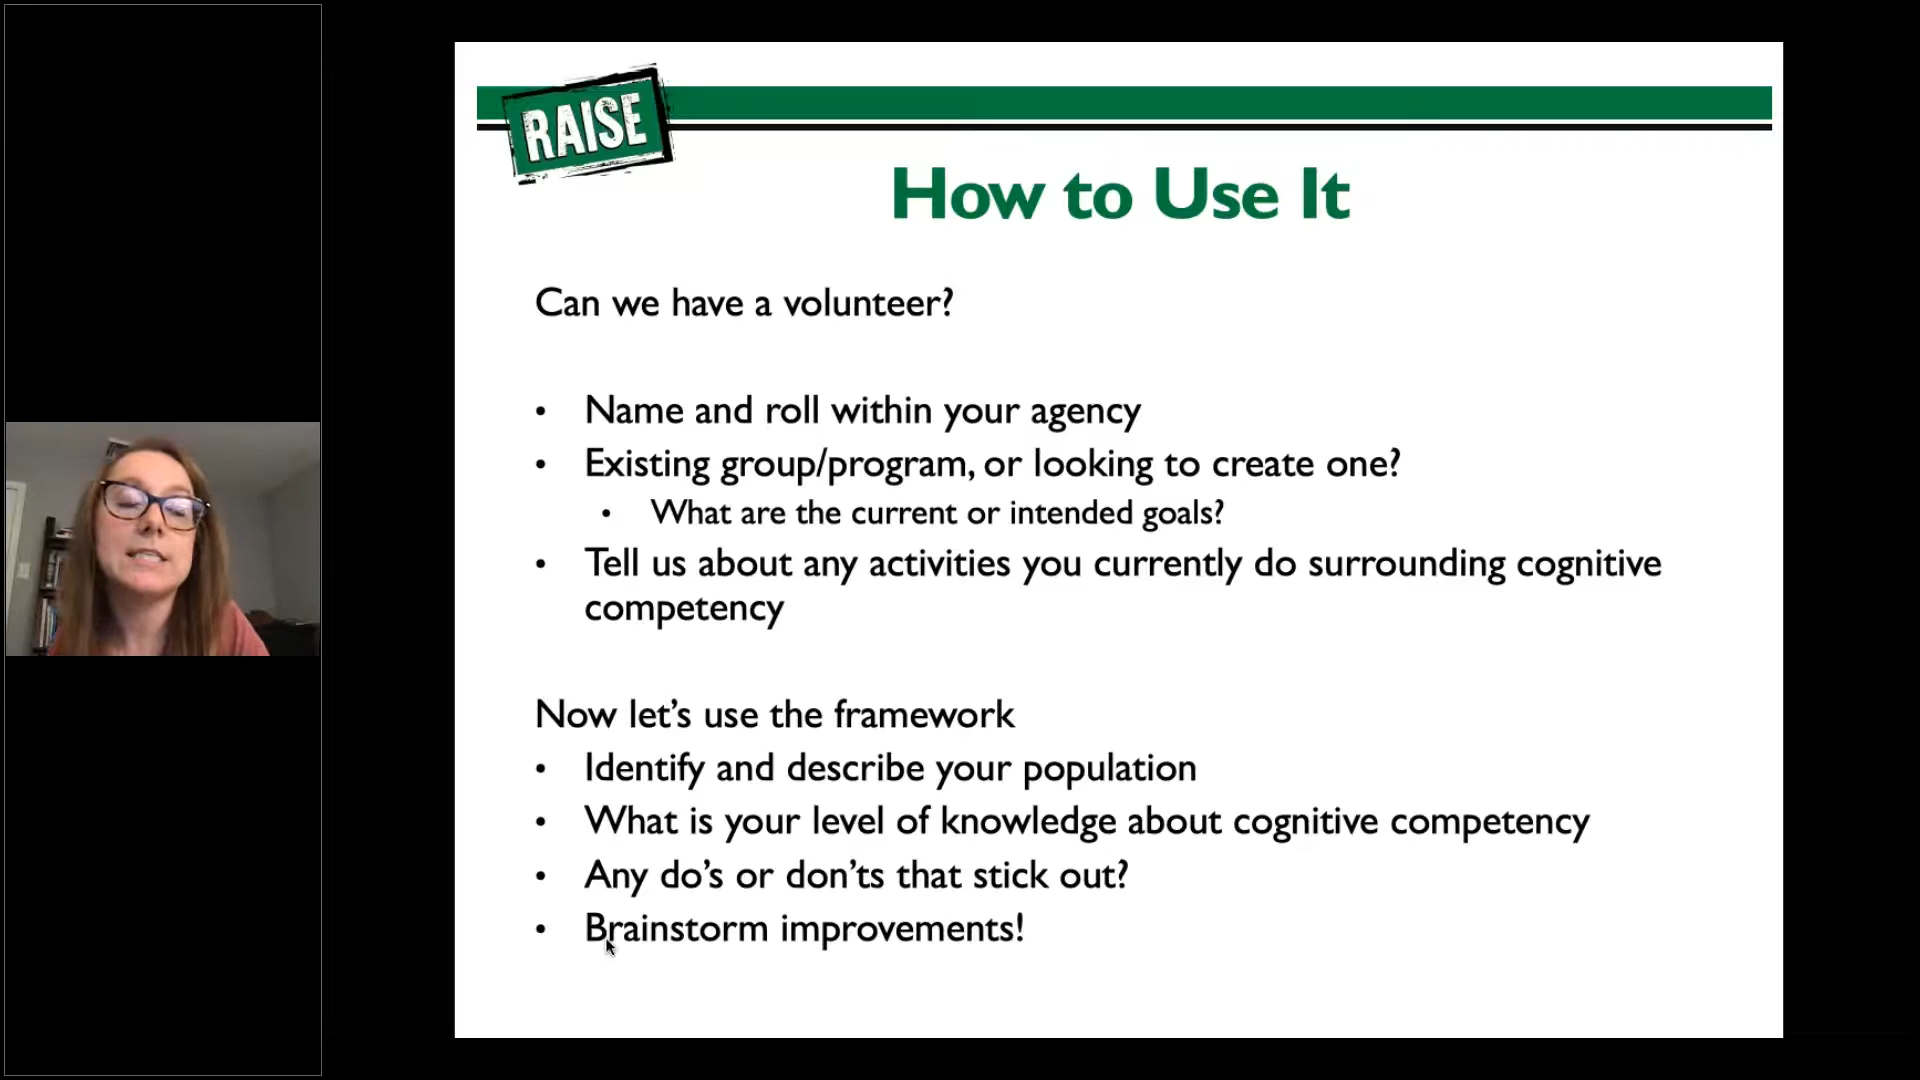 RAISE
How to Use It
Can we have a volunteer?
• Name and roll within your agency
• Existing group/program, or looking to create one?
• What are the current or intended goals?
• Tell us about any activities you currently do surrounding cognitive
competency
Now let’s use the framework
• Identify and describe your population
• What is your level of knowledge about cognitive competency
• Any do’s or don’ts that stick out?
• Brainstorm improvements!